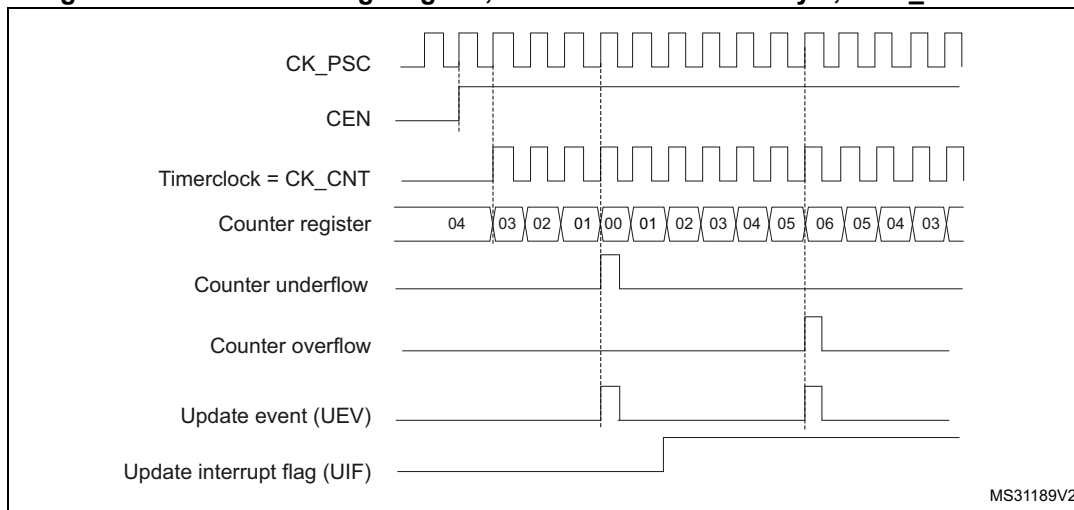 CK_PSC
CEN
Timerclock = CK_CNT
Counter register 04 03 02 01 00 01 02 03 04 05 06 05 04 03
Counter underflow
Counter overflow
Update event (UEV)
Update interrupt flag (UIF)
MS31189V2